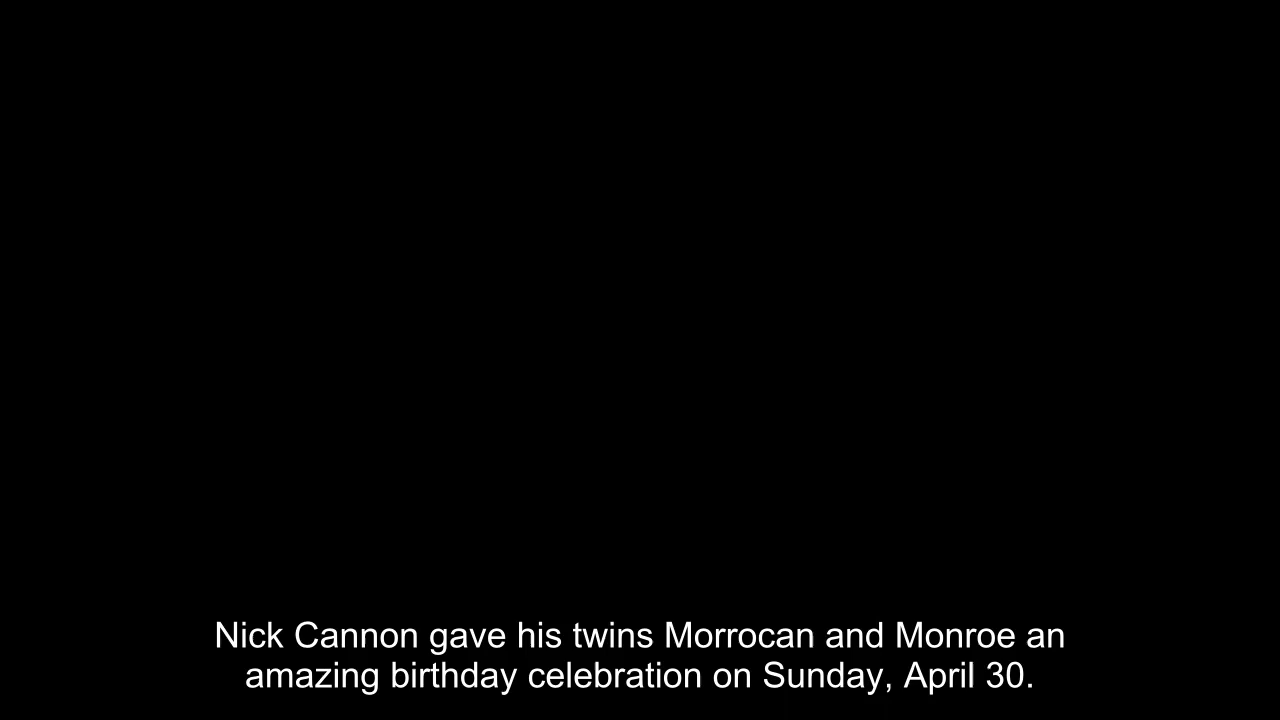 Nick Cannon gave his twins Morrocan and Monroe an
amazing birthday celebration on Sunday, April 30.